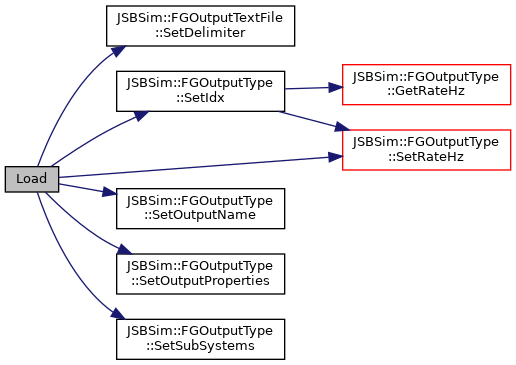 JSBSim::FGOutputTextFile
::SetDelimiter
JSBSim::FGOutputType
::SetIdx
JSBSim::FGOutputType
::GetRateHz
JSBSim::FGOutputType
::SetRateHz
Load
JSBSim::FGOutputType
::SetOutputName
JSBSim::FGOutputType
::SetOutputProperties
JSBSim::FGOutputType
::SetSubSystems